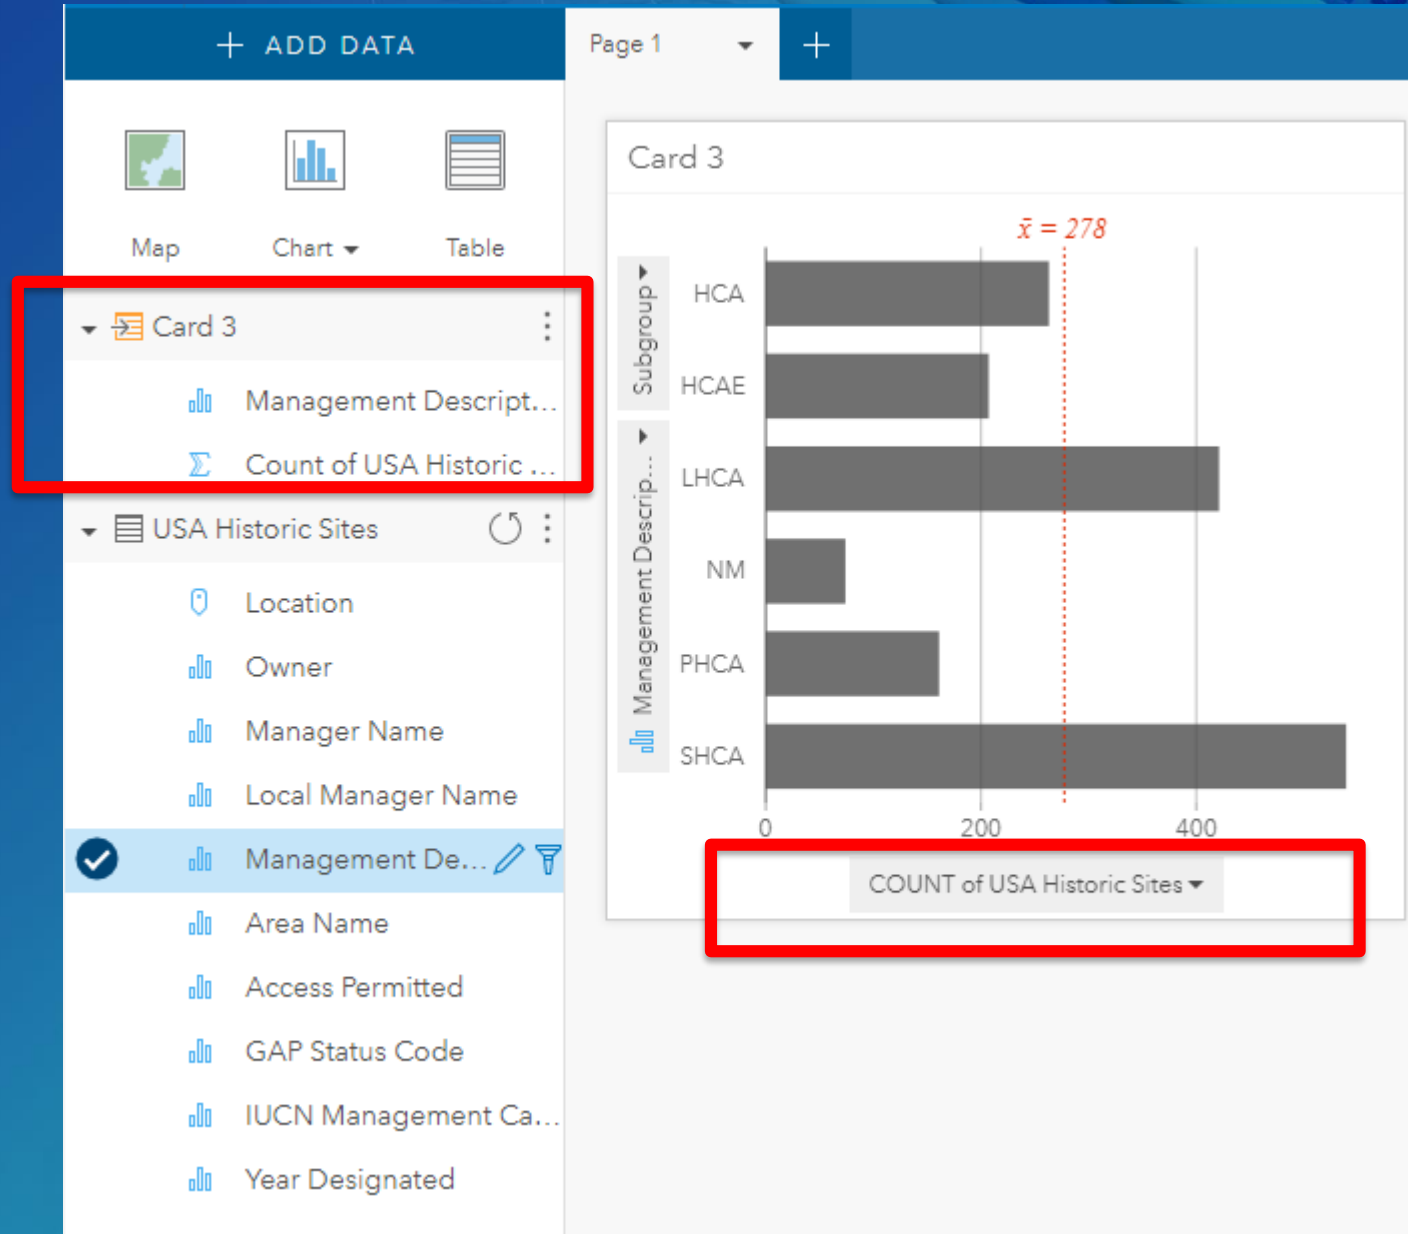 + ADD DATA
Page 1
+
Map
Chart
Table
Card 3
Management Descript...
Count of USA Historic ...
USA Historic Sites
Location
Owner
Manager Name
Local Manager Name
Management De...
Area Name
Access Permitted
GAP Status Code
IUCN Management Ca...
Year Designated
Card 3
x̄ = 278
Subgroup
Management Descrip...
HCA
HCAE
LHCA
NM
PHCA
SHCA
0 200 400
COUNT of USA Historic Sites